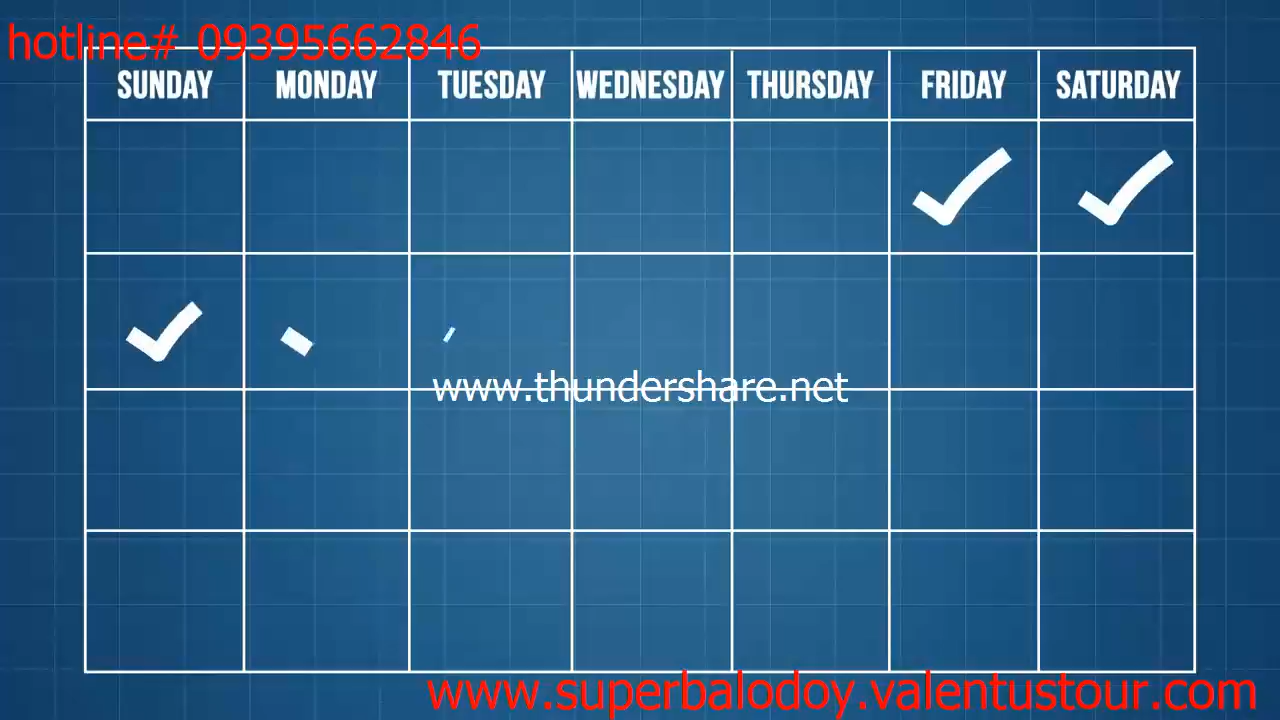 hotline# 09395662846
SUNDAY MONDAY TUESDAY WEDNESDAY THURSDAY FRIDAY SATURDAY
www.thundershare.net
www.superbalodoy.valentustour.com